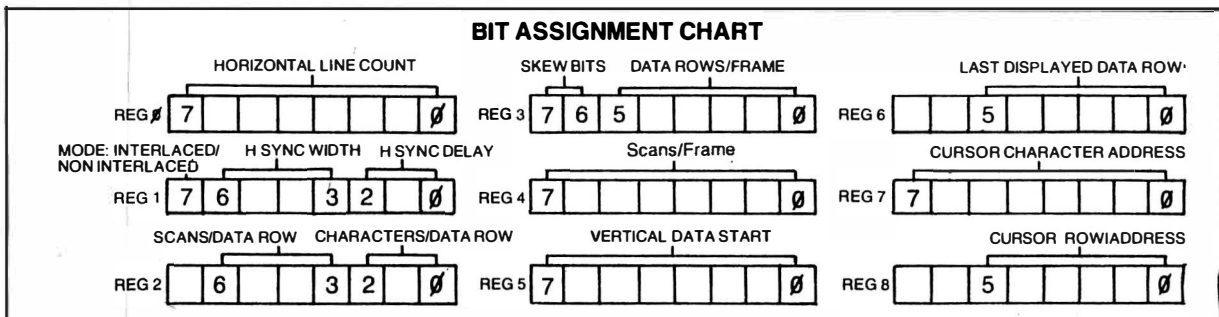 BIT ASSIGNMENT CHART
HORIZONTAL LINE COUNT
REG Ø 7 Ø
SKEW BITS DATA ROWS/FRAME
REG 3 7 6 5 Ø
LAST DISPLAYED DATA ROW
REG 6 5 Ø
MODE: INTERLACED/
NON INTERLACED
H SYNC WIDTH H SYNC DELAY
REG 1 7 6 3 2 Ø
Scans/Frame
REG 4 7 Ø
CURSOR CHARACTER ADDRESS
REG 7 7 Ø
SCANS/DATA ROW CHARACTERS/DATA ROW
REG 2 6 3 2 Ø
VERTICAL DATA START
REG 5 7 Ø
CURSOR ROW ADDRESS
REG 8 5 Ø